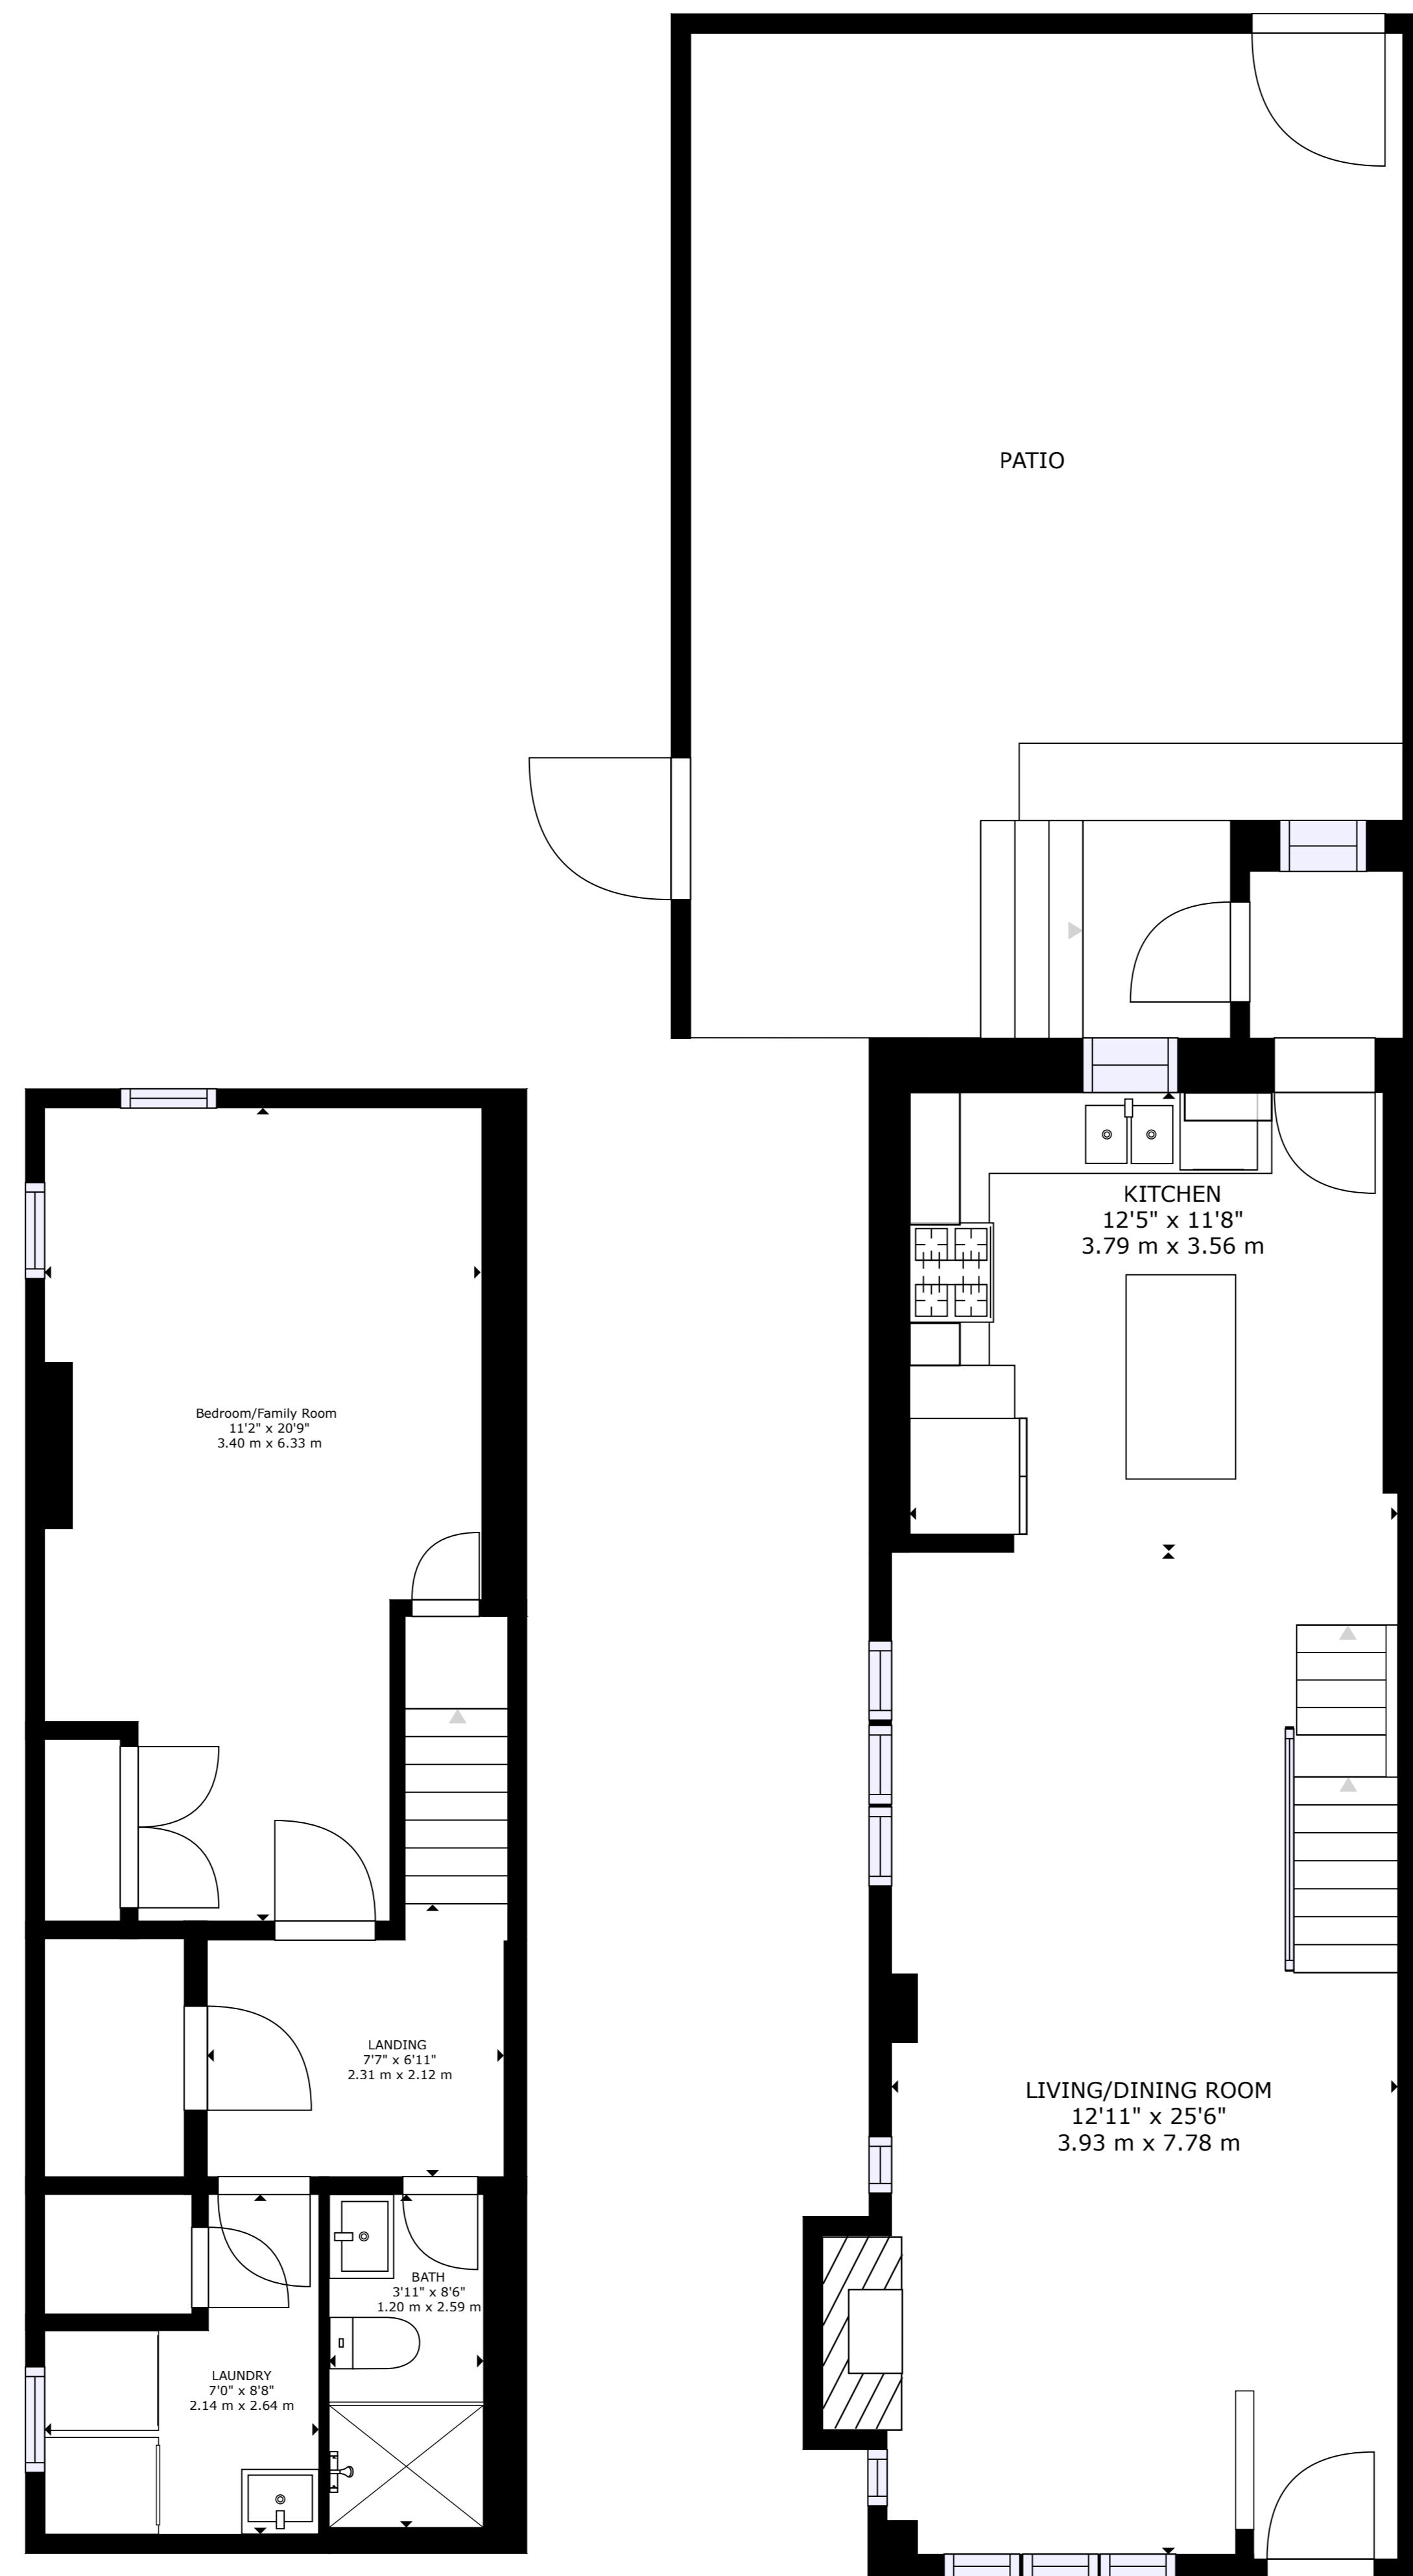 PATIO
KITCHEN
12'5" x 11'8"
3.79 m x 3.56 m
Bedroom/Family Room
11'2" x 20'9"
3.40 m x 6.33 m
LANDING
7'7" x 6'11"
2.31 m x 2.12 m
LIVING/DINING ROOM
12'11" x 25'6"
3.93 m x 7.78 m
BATH
3'11" x 8'6"
1.20 m x 2.59 m
LAUNDRY
7'0" x 8'8"
2.14 m x 2.64 m